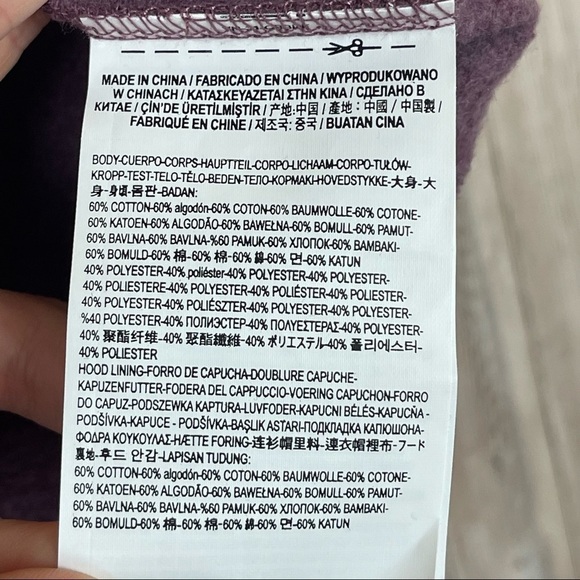 MADE IN CHINA / FABRICADO EN CHINA / WYPRODUKOWANO
W CHINACH / ΚΑΤΑΣΚΕΥΑΖΕΤΑΙ ΣΤΗΝ ΚΙΝΑ / СДЕЛАНО В
КИТАЕ / ÇİN'DE ÜRETİLMİŞTİR / 产地:中国 / 產地：中國 / 中国製 /
FABRIQUÉ EN CHINE / 제조국: 중국 / BUATAN CINA
BODY-CUERPO-CORPS-HAUPTTEIL-CORPO-LICHAAM-CORPO-TUŁÓW-
KROPP-TEST-TELO-TĚLO-BEDEN-ТЕЛО-ΚΟΡΜΑΚΙ-HOVEDSTYKKE-大身-大
身-身頃-몸판-BADAN:
60% COTTON-60% algodón-60% COTON-60% BAUMWOLLE-60% COTONE-
60% KATOEN-60% ALGODÃO-60% BAWEŁNA-60% BOMULL-60% PAMUT-
60% BAVLNA-60% BAVLNA-%60 PAMUK-60% ХЛОПОК-60% ΒΑΜΒΑΚΙ-
60% BOMULD-60% 棉-60% 棉-60% 綿-60% 면-60% KATUN
40% POLYESTER-40% poliéster-40% POLYESTER-40% POLYESTER-
40% POLIESTERE-40% POLYESTER-40% POLIÉSTER-40% POLIESTER-
40% POLYESTER-40% POLIÉSZTER-40% POLYESTER-40% POLYESTER-
%40 POLYESTER-40% ПОЛИЭСТЕР-40% ΠΟΛΥΕΣΤΕΡΑΣ-40% POLYESTER-
40% 聚酯纤维-40% 聚酯纖維-40% ポリエステル-40% 폴리에스터-
40% POLIESTER
HOOD LINING-FORRO DE CAPUCHA-DOUBLURE CAPUCHE-
KAPUZENFUTTER-FODERA DEL CAPPUCCIO-VOERING CAPUCHON-FORRO
DO CAPUZ-PODSZEWKA KAPTURA-LUVFODER-KAPUCNI BÉLÉS-KAPUCŇA -
PODŠÍVKA-KAPUCE - PODŠÍVKA-BAŞLIK ASTARI-ПОДКЛАДКА КАПЮШОНА-
ΦΟΔΡΑ ΚΟΥΚΟΥΛΑΣ-HÆTTE FORING-连衫帽里料-連衣帽裡布-フード
裏地-후드 안감-LAPISAN TUDUNG:
60% COTTON-60% algodón-60% COTON-60% BAUMWOLLE-60% COTONE-
60% KATOEN-60% ALGODÃO-60% BAWEŁNA-60% BOMULL-60% PAMUT-
60% BAVLNA-60% BAVLNA-%60 PAMUK-60% ХЛОПОК-60% ΒΑΜΒΑΚΙ-
60% BOMULD-60% 棉-60% 棉-60% 綿-60% 면-60% KATUN